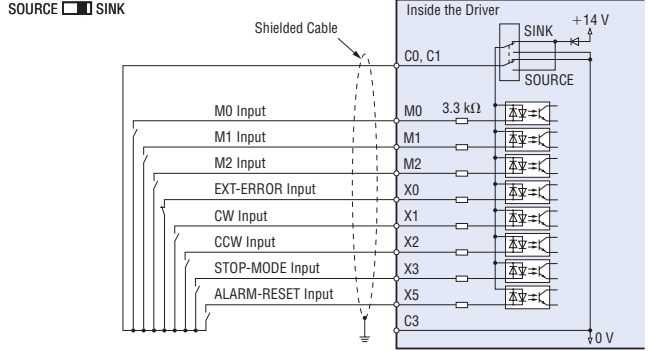 SOURCE SINK
Inside the Driver
+14 V
Shielded Cable
SINK
C0, C1
SOURCE
M0 Input M0 3.3 kΩ
M1 Input M1
M2 Input M2
EXT-ERROR Input X0
CW Input X1
CCW Input X2
STOP-MODE Input X3
ALARM-RESET Input X5
C3
0 V